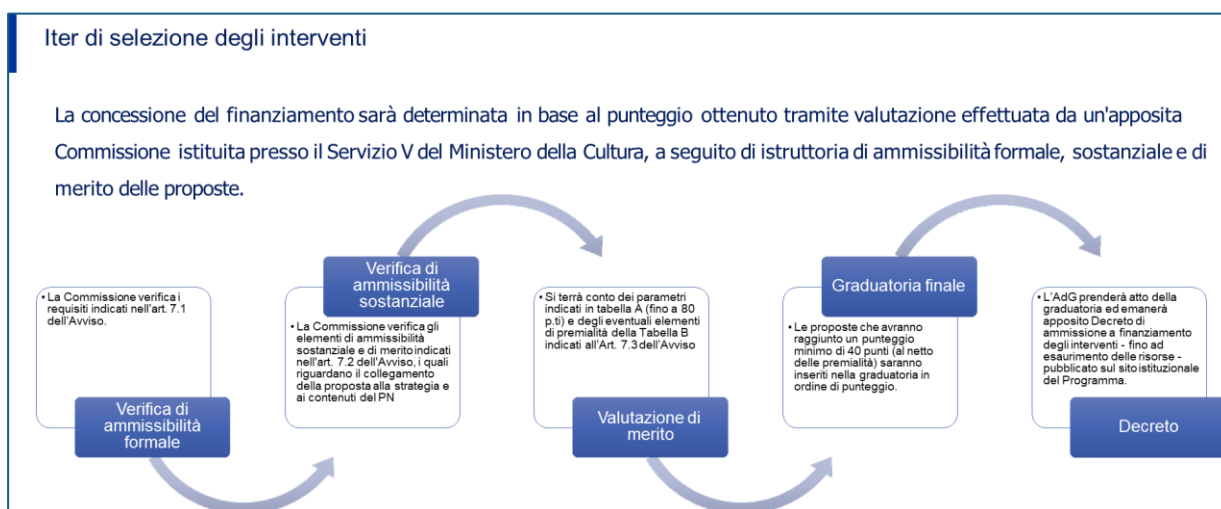 Iter di selezione degli interventi
La concessione del finanziamento sarà determinata in base al punteggio ottenuto tramite valutazione effettuata da un'apposita
Commissione istituita presso il Servizio V del Ministero della Cultura, a seguito di istruttoria di ammissibilità formale, sostanziale e di
merito delle proposte.
• La Commissione verifica i
requisiti indicati nell'art. 7.1
dell'Avviso.
Verifica di
ammissibilità
formale
Verifica di
ammissibilità
sostanziale
• La Commissione verifica gli
elementi di ammissibilità
sostanziale e di merito indicati
nell'art. 7.2 dell'Avviso, i quali
riguardano il collegamento
della proposta alla strategia e
ai contenuti del PN
• Si terrà conto dei parametri
indicati in tabella A (fino a 80
p.ti) e degli eventuali elementi
di premialità della Tabella B
indicati all'Art. 7.3 dell'Avviso
Valutazione di
merito
Graduatoria finale
• Le proposte che avranno
raggiunto un punteggio
minimo di 40 punti (al netto
delle premialità) saranno
inseriti nella graduatoria in
ordine di punteggio.
• L'AdG prenderà atto della
graduatoria ed emanerà
apposito Decreto di
ammissione a finanziamento
degli interventi - fino ad
esaurimento delle risorse -
pubblicato sul sito istituzionale
del Programma.
Decreto